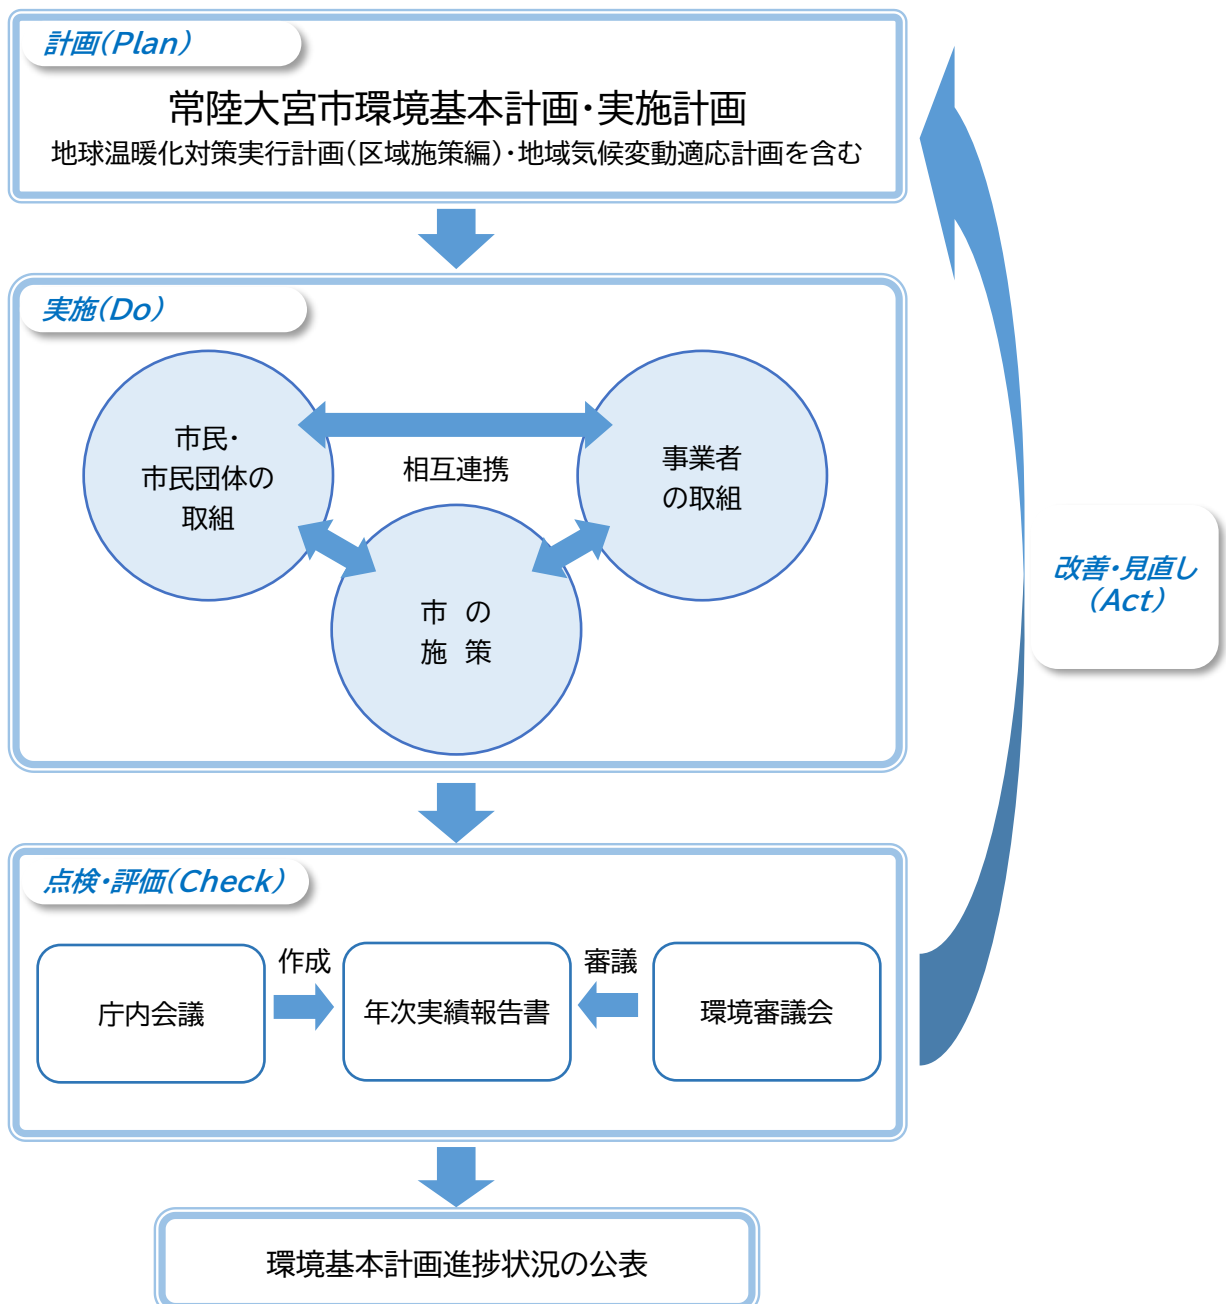 計画(Plan)
常陸大宮市環境基本計画・実施計画
地球温暖化対策実行計画(区域施策編)・地域気候変動適応計画を含む
実施(Do)
市民・
市民団体の
取組
相互連携
事業者
の取組
市 の
施 策
改善・見直し
(Act)
点検・評価(Check)
庁内会議
作成
年次実績報告書
審議
環境審議会
環境基本計画進捗状況の公表